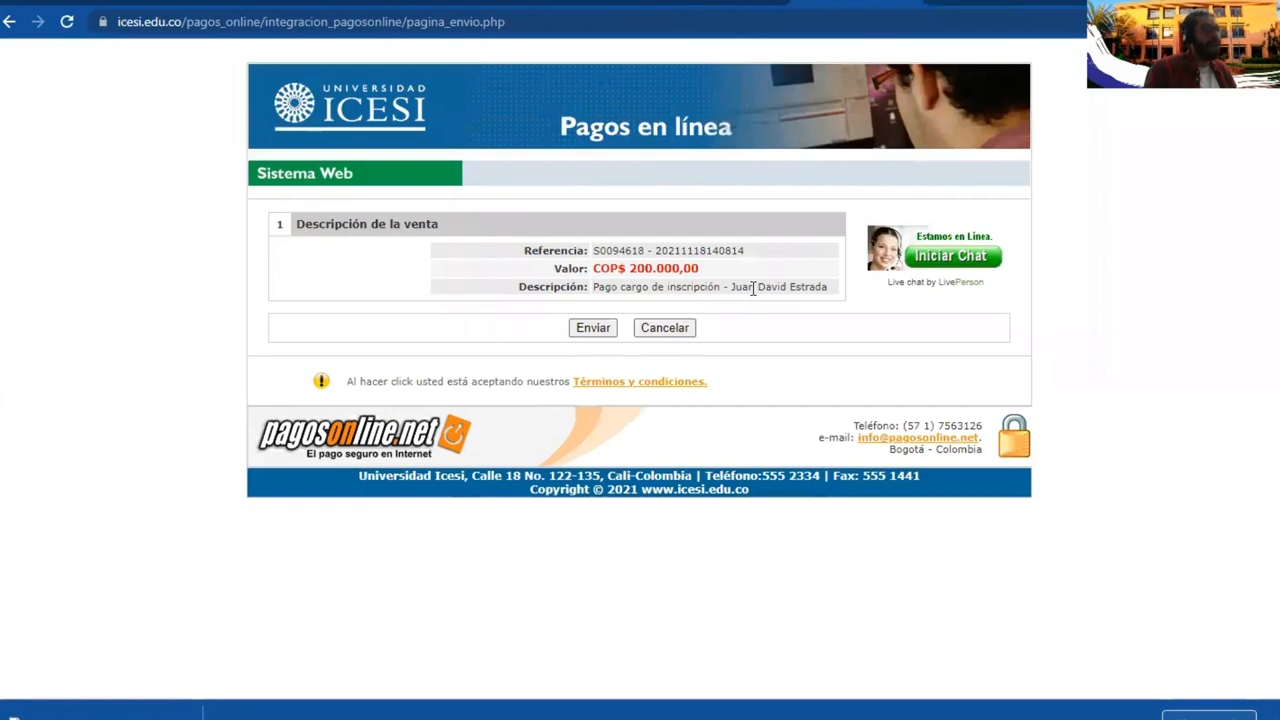 icesi.edu.co/pagos_online/integracion_pagosonline/pagina_envio.php
UNIVERSIDAD
ICESI
Pagos en línea
Sistema Web
1 Descripción de la venta
Referencia: S0094618 - 20211118140814
Valor: COP$ 200.000,00
Descripción: Pago cargo de inscripción - Juan David Estrada
Estamos en Línea.
Iniciar Chat
Live chat by LivePerson
Enviar Cancelar
Al hacer click usted está aceptando nuestros Términos y condiciones.
pagosonline.net
El pago seguro en Internet
Teléfono: (57 1) 7563126
e-mail: info@pagosonline.net.
Bogotá - Colombia
Universidad Icesi, Calle 18 No. 122-135, Cali-Colombia | Teléfono:555 2334 | Fax: 555 1441
Copyright © 2021 www.icesi.edu.co